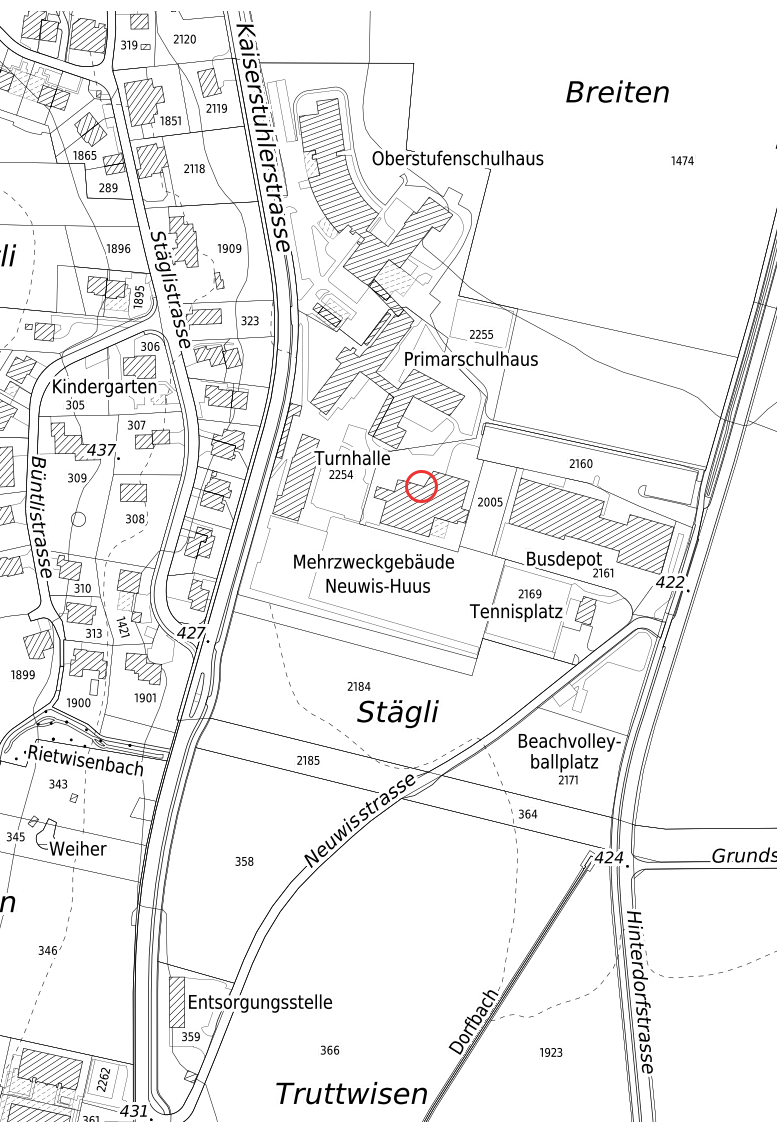 319
2120
Kaiserstuhlerstrasse
Breiten
2119
1851
1865
Oberstufenschulhaus
1474
2118
289
1896
Stäglistrasse
1909
li
1895
323
2255
306
Primarschulhaus
Kindergarten
305
307
437
Turnhalle
2160
2254
309
Büntlistrasse
308
2005
Mehrzweckgebäude
Neuwis-Huus
Busdepot
2161
422
310
2169
Tennisplatz
313
1421
427
1899
1900
1901
2184
Stägli
Rietwisenbach
Beachvolley-
ballplatz
2171
2185
343
Neuwisstrasse
364
345
Weiher
358
424
Grunds
n
Hinterdorfstrasse
346
Entsorgungsstelle
Dorfbach
359
366
1923
2262
Truttwisen
431
361